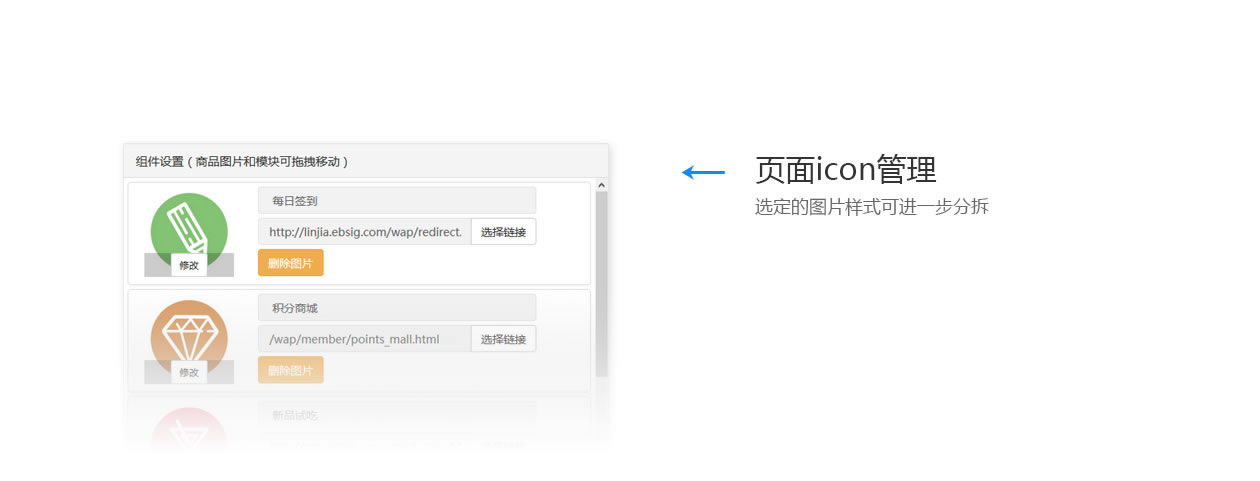 组件设置（商品图片和模块可拖拽移动）
每日签到
http://linjia.ebsig.com/wap/redirect.
选择链接
修改
删除图片
积分商城
/wap/member/points_mall.html
选择链接
修改
删除图片
新品试吃
页面icon管理
选定的图片样式可进一步分拆